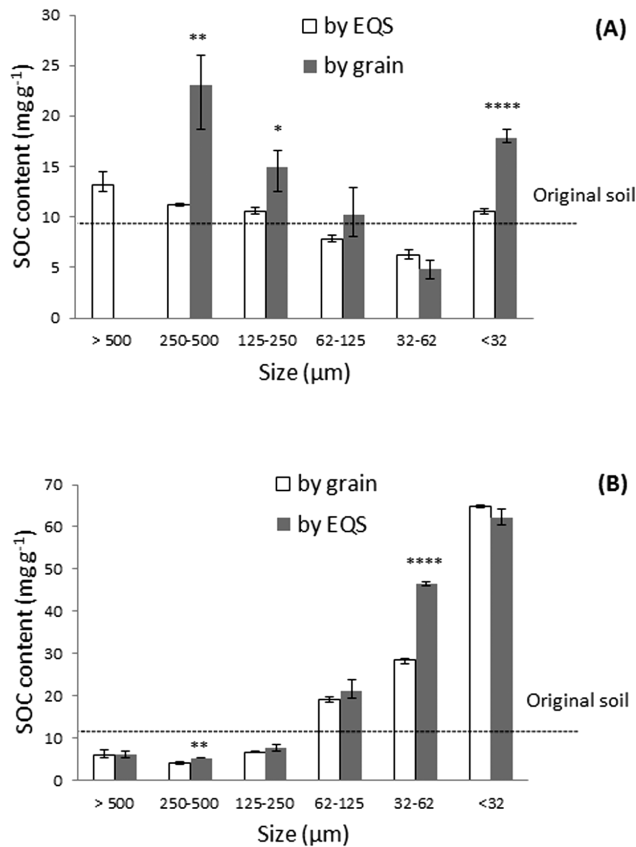 (A)
by EQS
by grain
SOC content (mg g-1)
30
25
20
15
10
5
0
**
*
****
Original soil
> 500 250-500 125-250 62-125 32-62 <32
Size (µm)
(B)
by grain
by EQS
SOC content (mg g-1)
70
60
50
40
30
20
10
0
**
****
Original soil
> 500 250-500 125-250 62-125 32-62 <32
Size (µm)